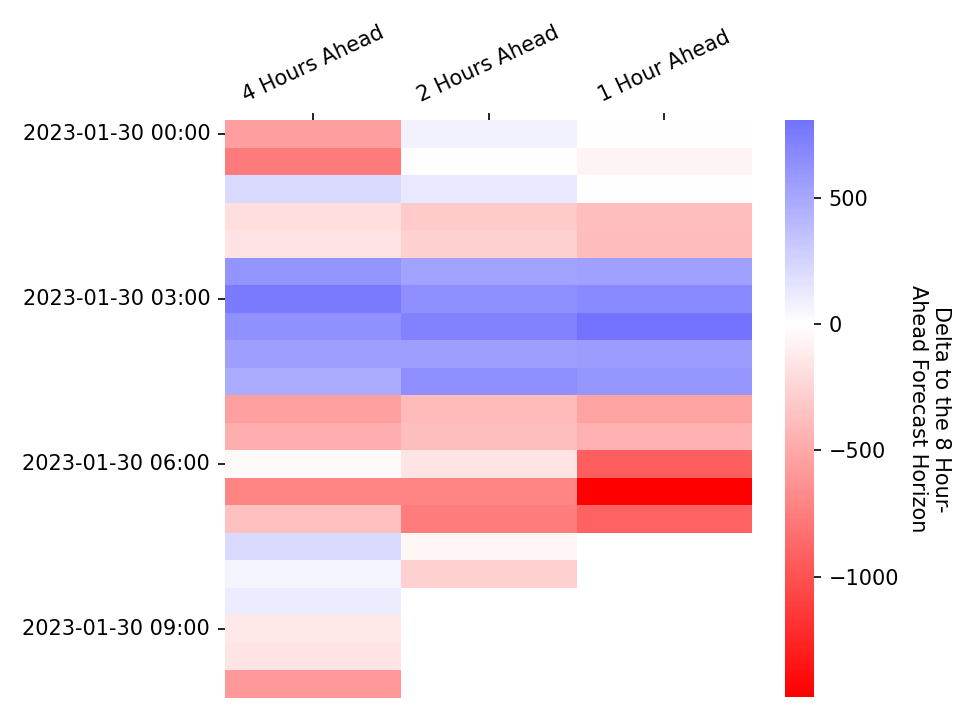 4 Hours Ahead
2 Hours Ahead
1 Hour Ahead
2023-01-30 00:00
2023-01-30 03:00
2023-01-30 06:00
2023-01-30 09:00
500
0
−500
−1000
Delta to the 8 Hour-
Ahead Forecast Horizon